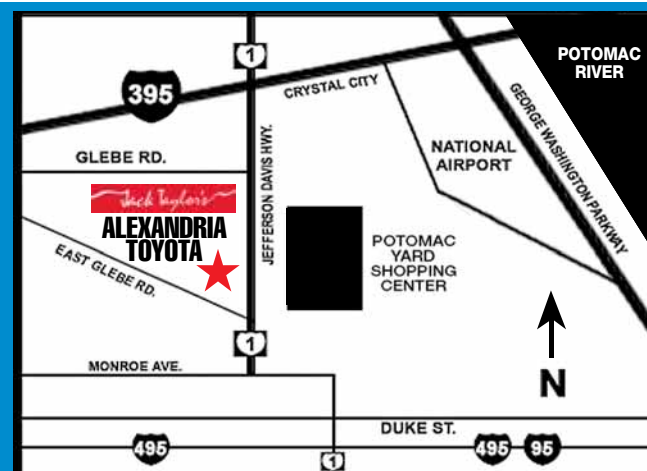 1
POTOMAC
RIVER
395
CRYSTAL CITY
GEORGE WASHINGTON PARKWAY
GLEBE RD.
NATIONAL
AIRPORT
Jack Taylor's
ALEXANDRIA
TOYOTA
JEFFERSON DAVIS HWY.
EAST GLEBE RD.
POTOMAC
YARD
SHOPPING
CENTER
1
MONROE AVE.
N
DUKE ST.
495
1
495
95